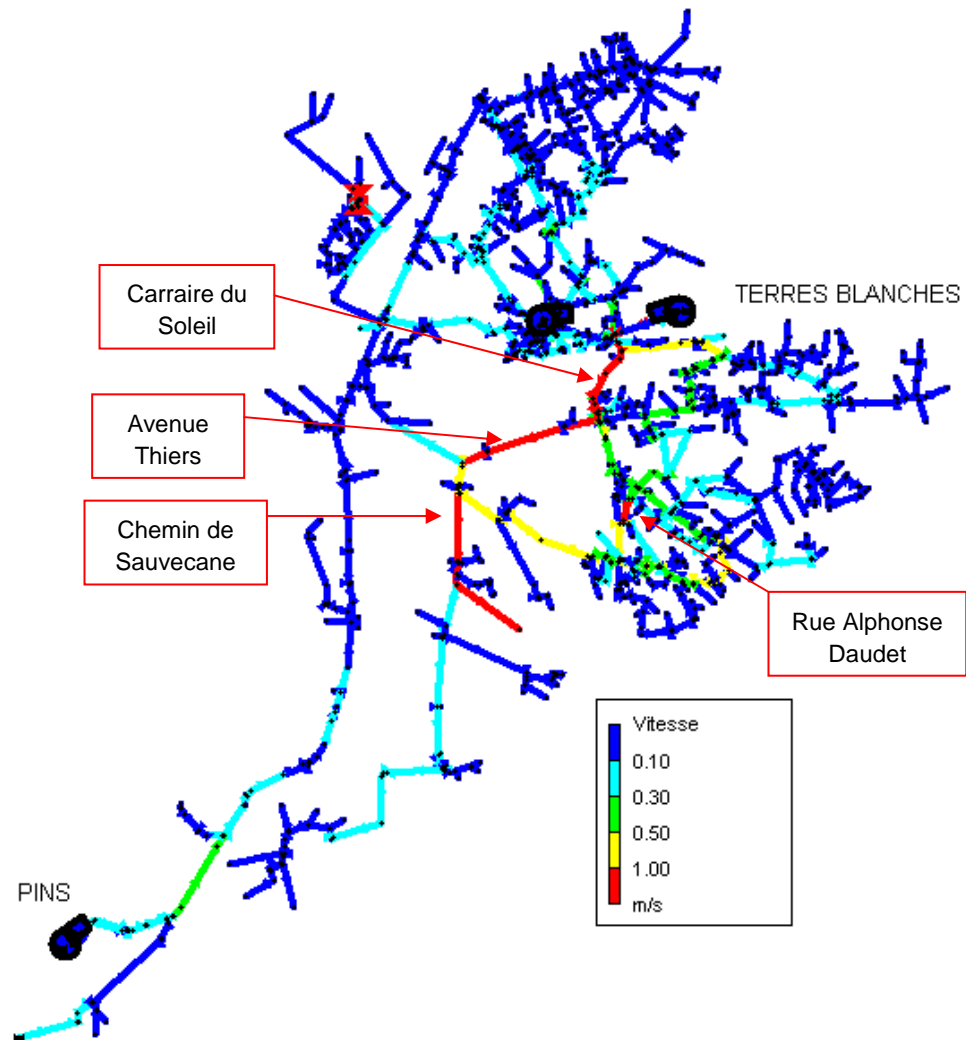 TERRES BLANCHES
Carraire du
Soleil
Avenue
Thiers
Chemin de
Sauvecane
Rue Alphonse
Daudet
Vitesse
0.10
0.30
0.50
1.00
m/s
PINS